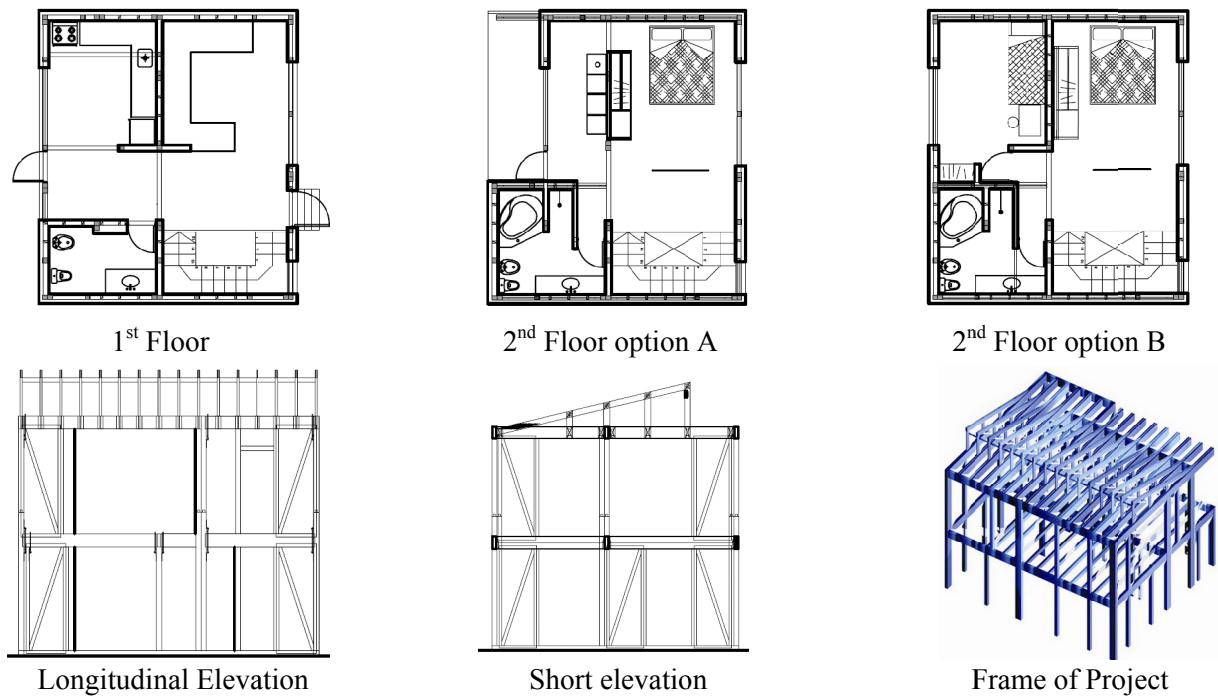 1st Floor
2nd Floor option A
2nd Floor option B
Longitudinal Elevation
Short elevation
Frame of Project